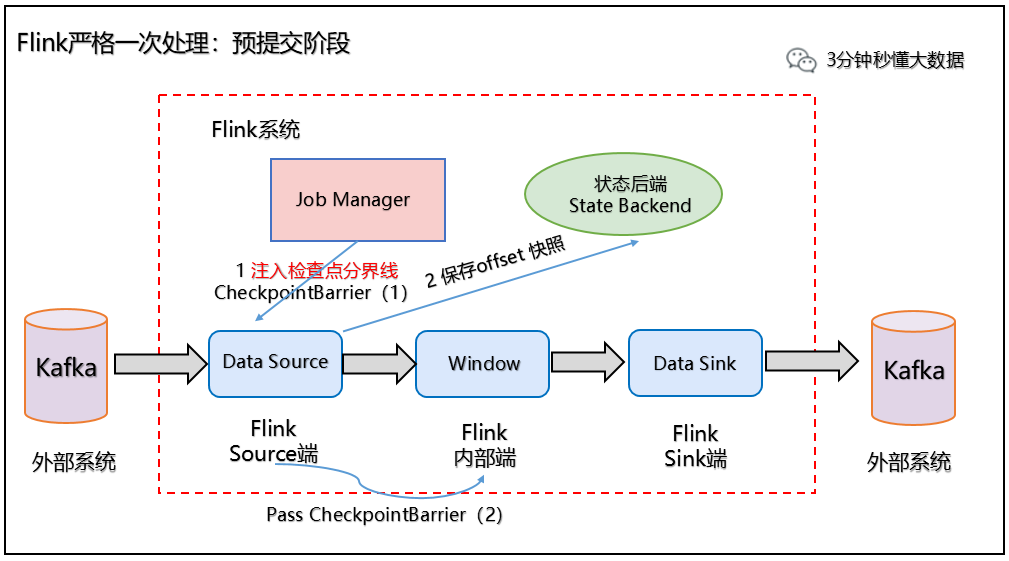 Flink严格一次处理：预提交阶段
3分钟秒懂大数据
Flink系统
Job Manager
状态后端
State Backend
1 注入检查点分界线
CheckpointBarrier（1）
2 保存offset 快照
Kafka
Data Source
Window
Data Sink
Kafka
外部系统
Flink
Source端
Flink
内部端
Flink
Sink端
外部系统
Pass CheckpointBarrier（2）